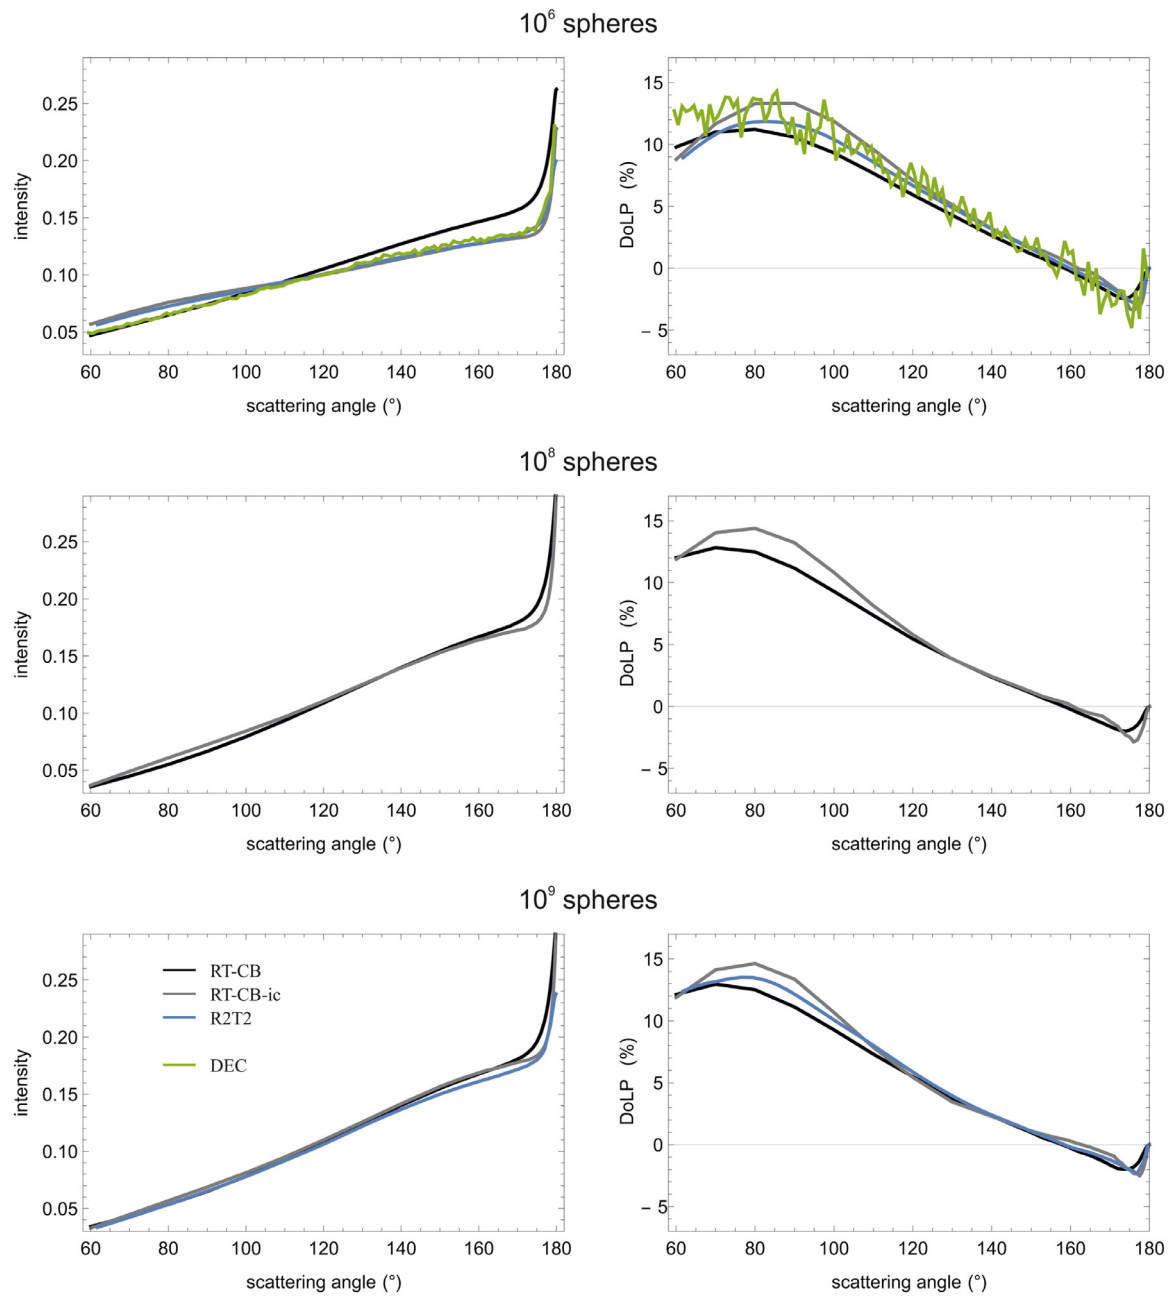 10⁶ spheres
intensity
0.25
0.20
0.15
0.10
0.05
60 80 100 120 140 160 180
scattering angle (°)
DoLP (%)
15
10
5
0
– 5
60 80 100 120 140 160 180
scattering angle (°)
10⁸ spheres
intensity
0.25
0.20
0.15
0.10
0.05
60 80 100 120 140 160 180
scattering angle (°)
DoLP (%)
15
10
5
0
– 5
60 80 100 120 140 160 180
scattering angle (°)
10⁹ spheres
intensity
0.25
0.20
0.15
0.10
0.05
RT-CB
RT-CB-ic
R2T2
DEC
60 80 100 120 140 160 180
scattering angle (°)
DoLP (%)
15
10
5
0
– 5
60 80 100 120 140 160 180
scattering angle (°)